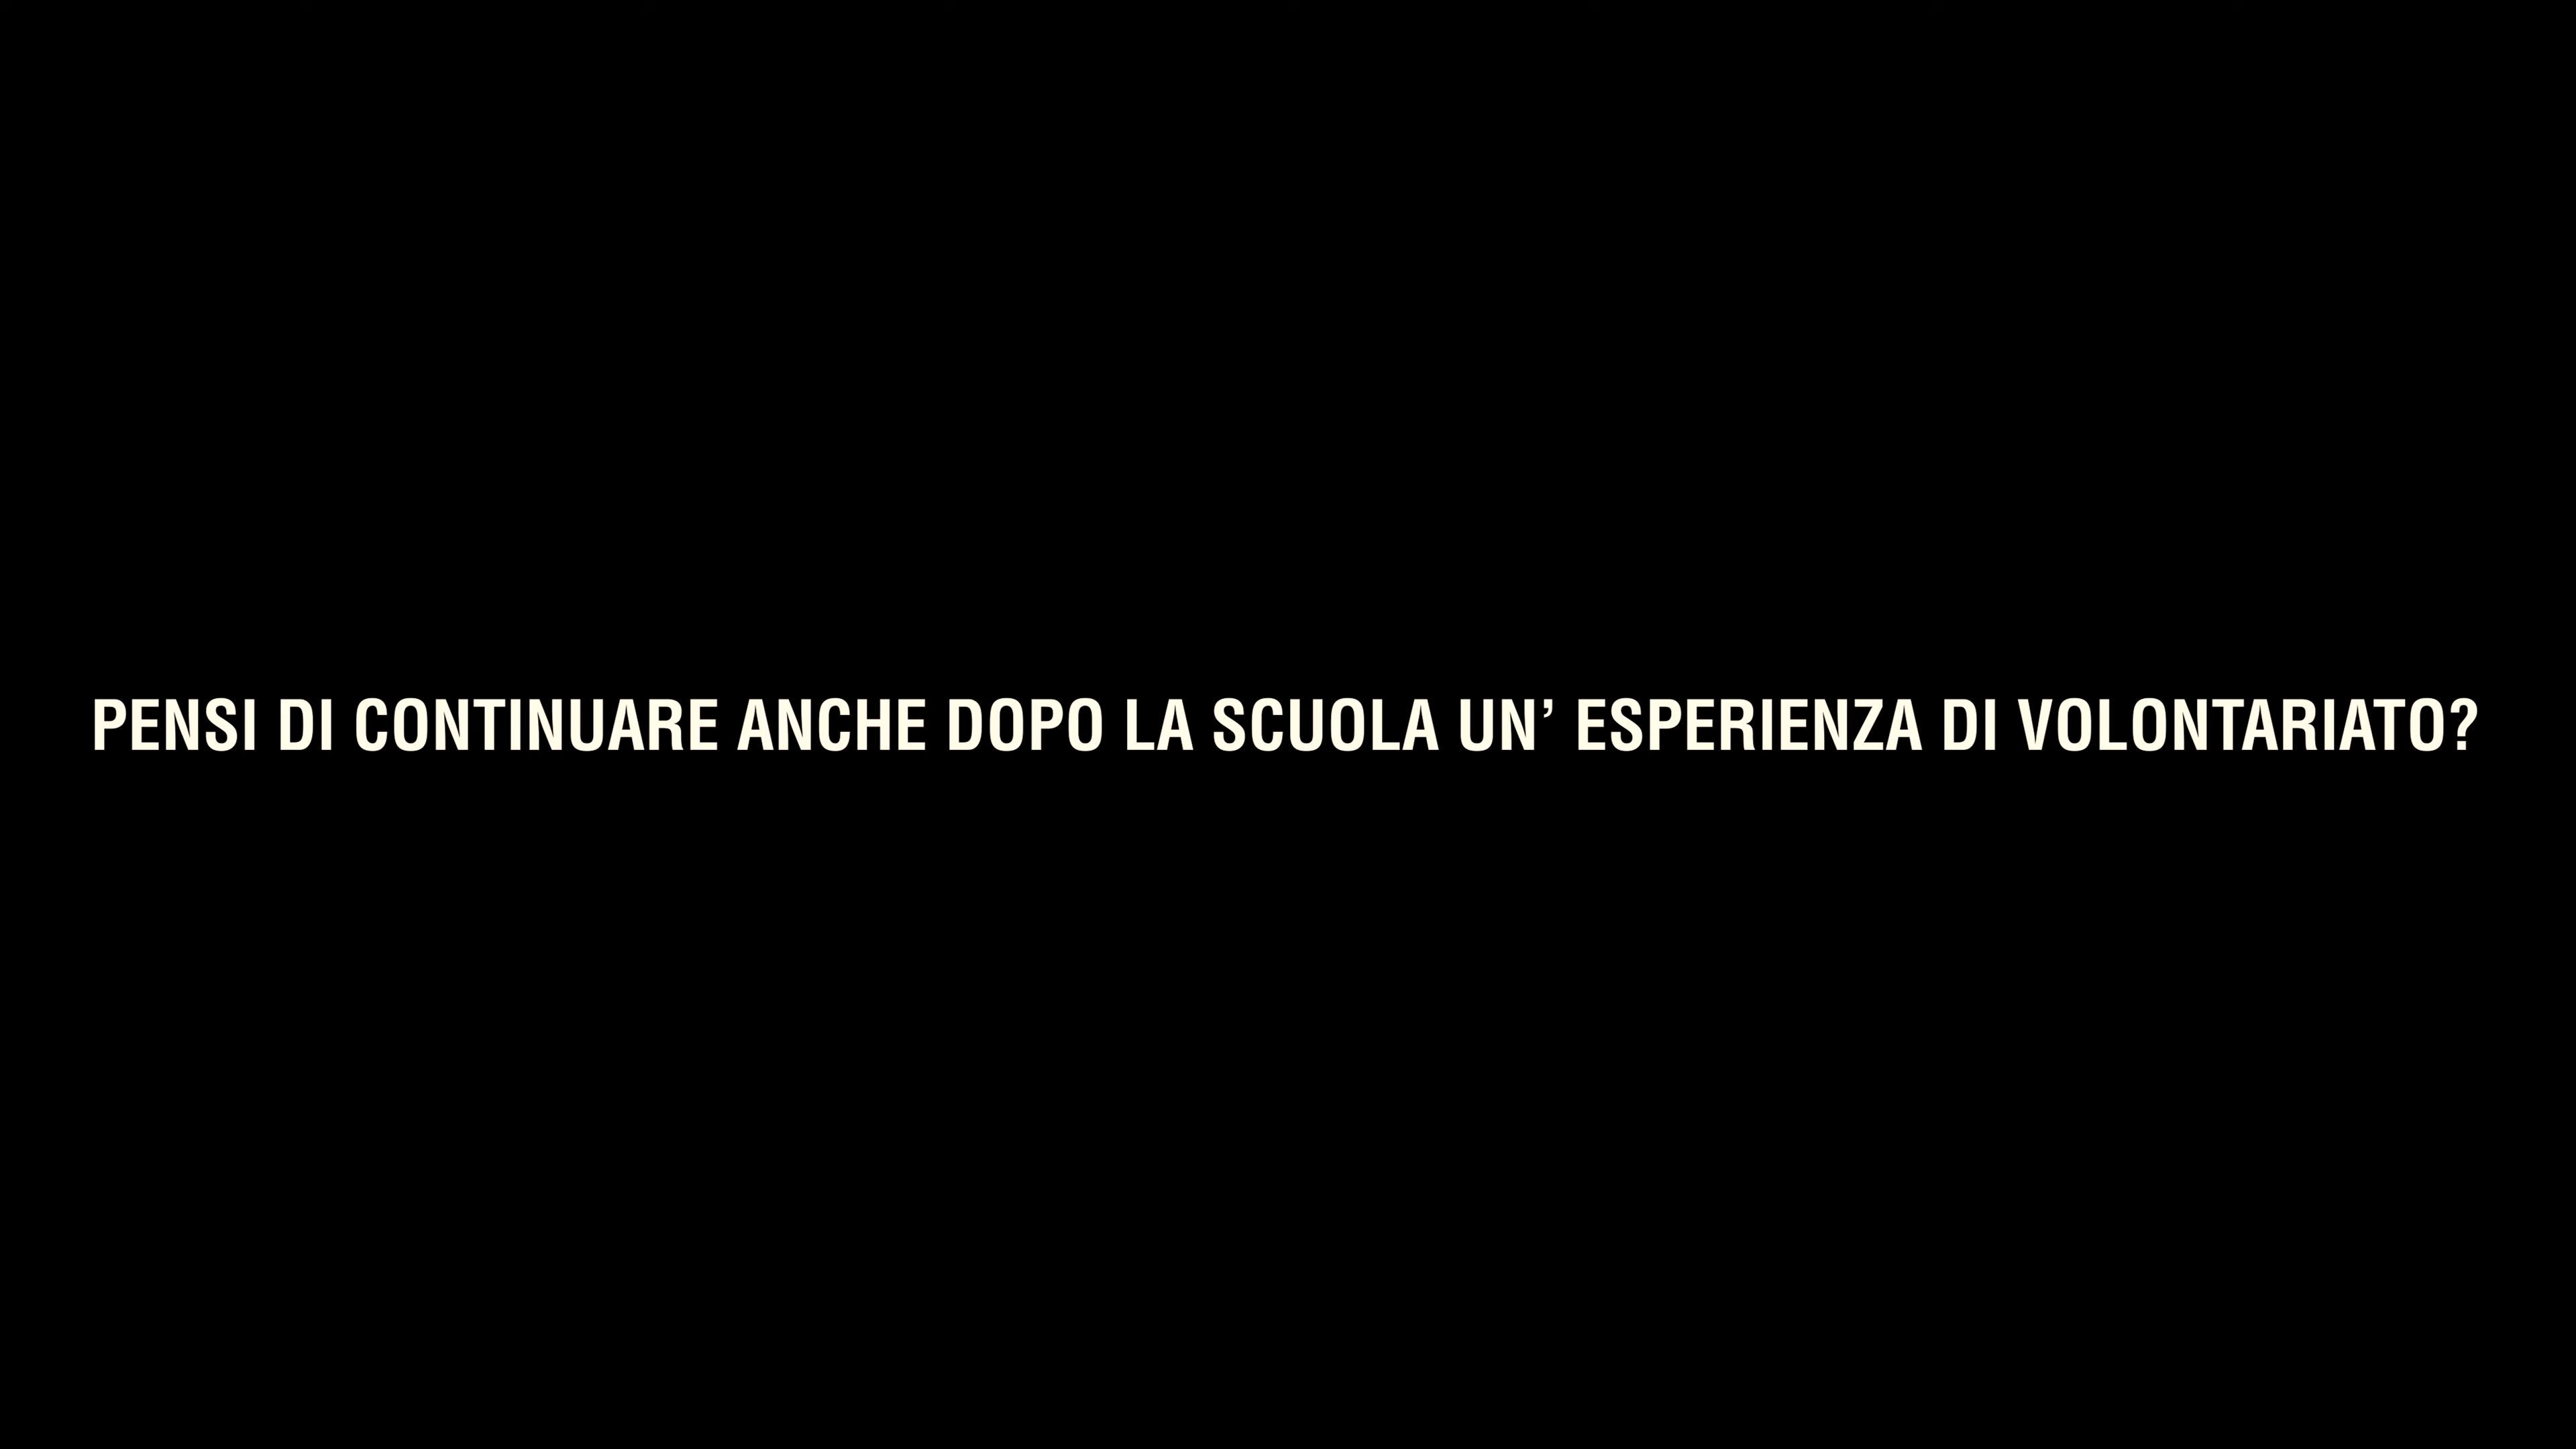 PENSI DI CONTINUARE ANCHE DOPO LA SCUOLA UN’ ESPERIENZA DI VOLONTARIATO?